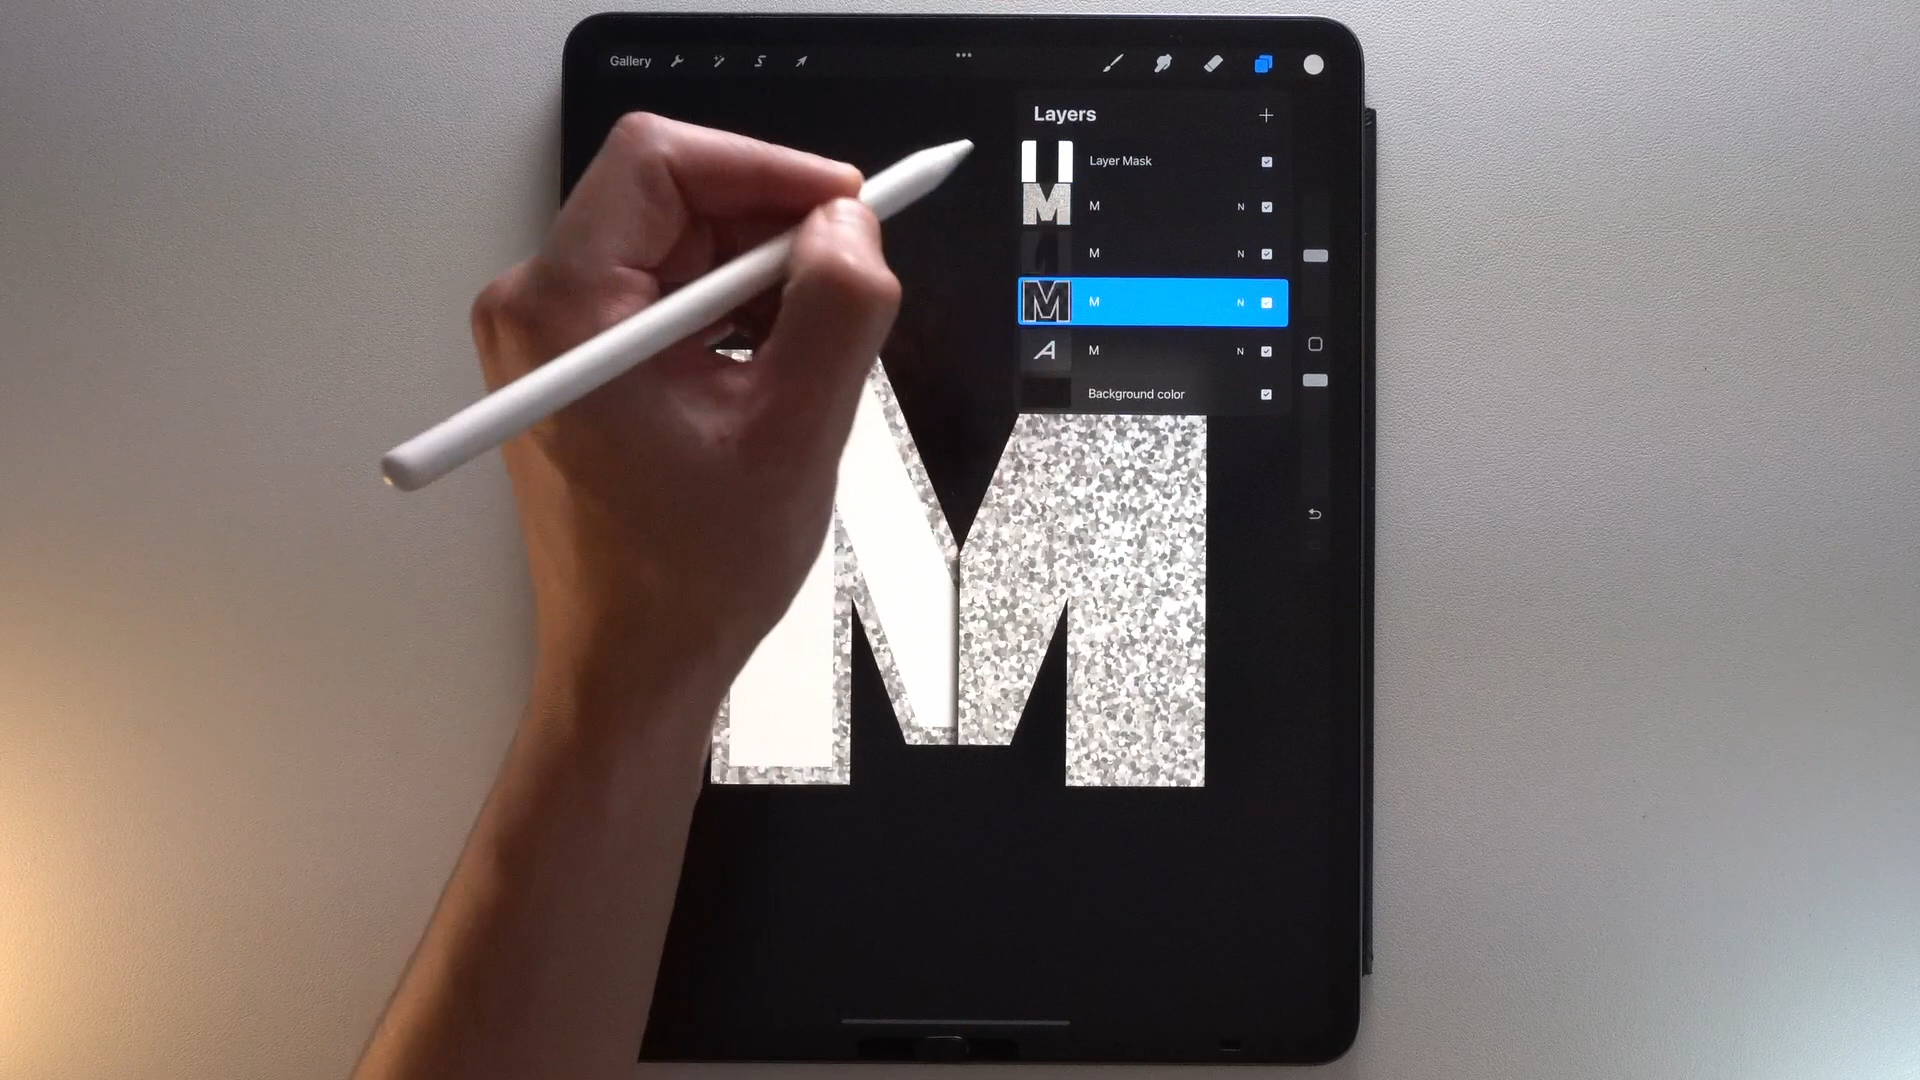 Gallery
Layers
Layer Mask
M N
M N
M N
A M N
Background color
M